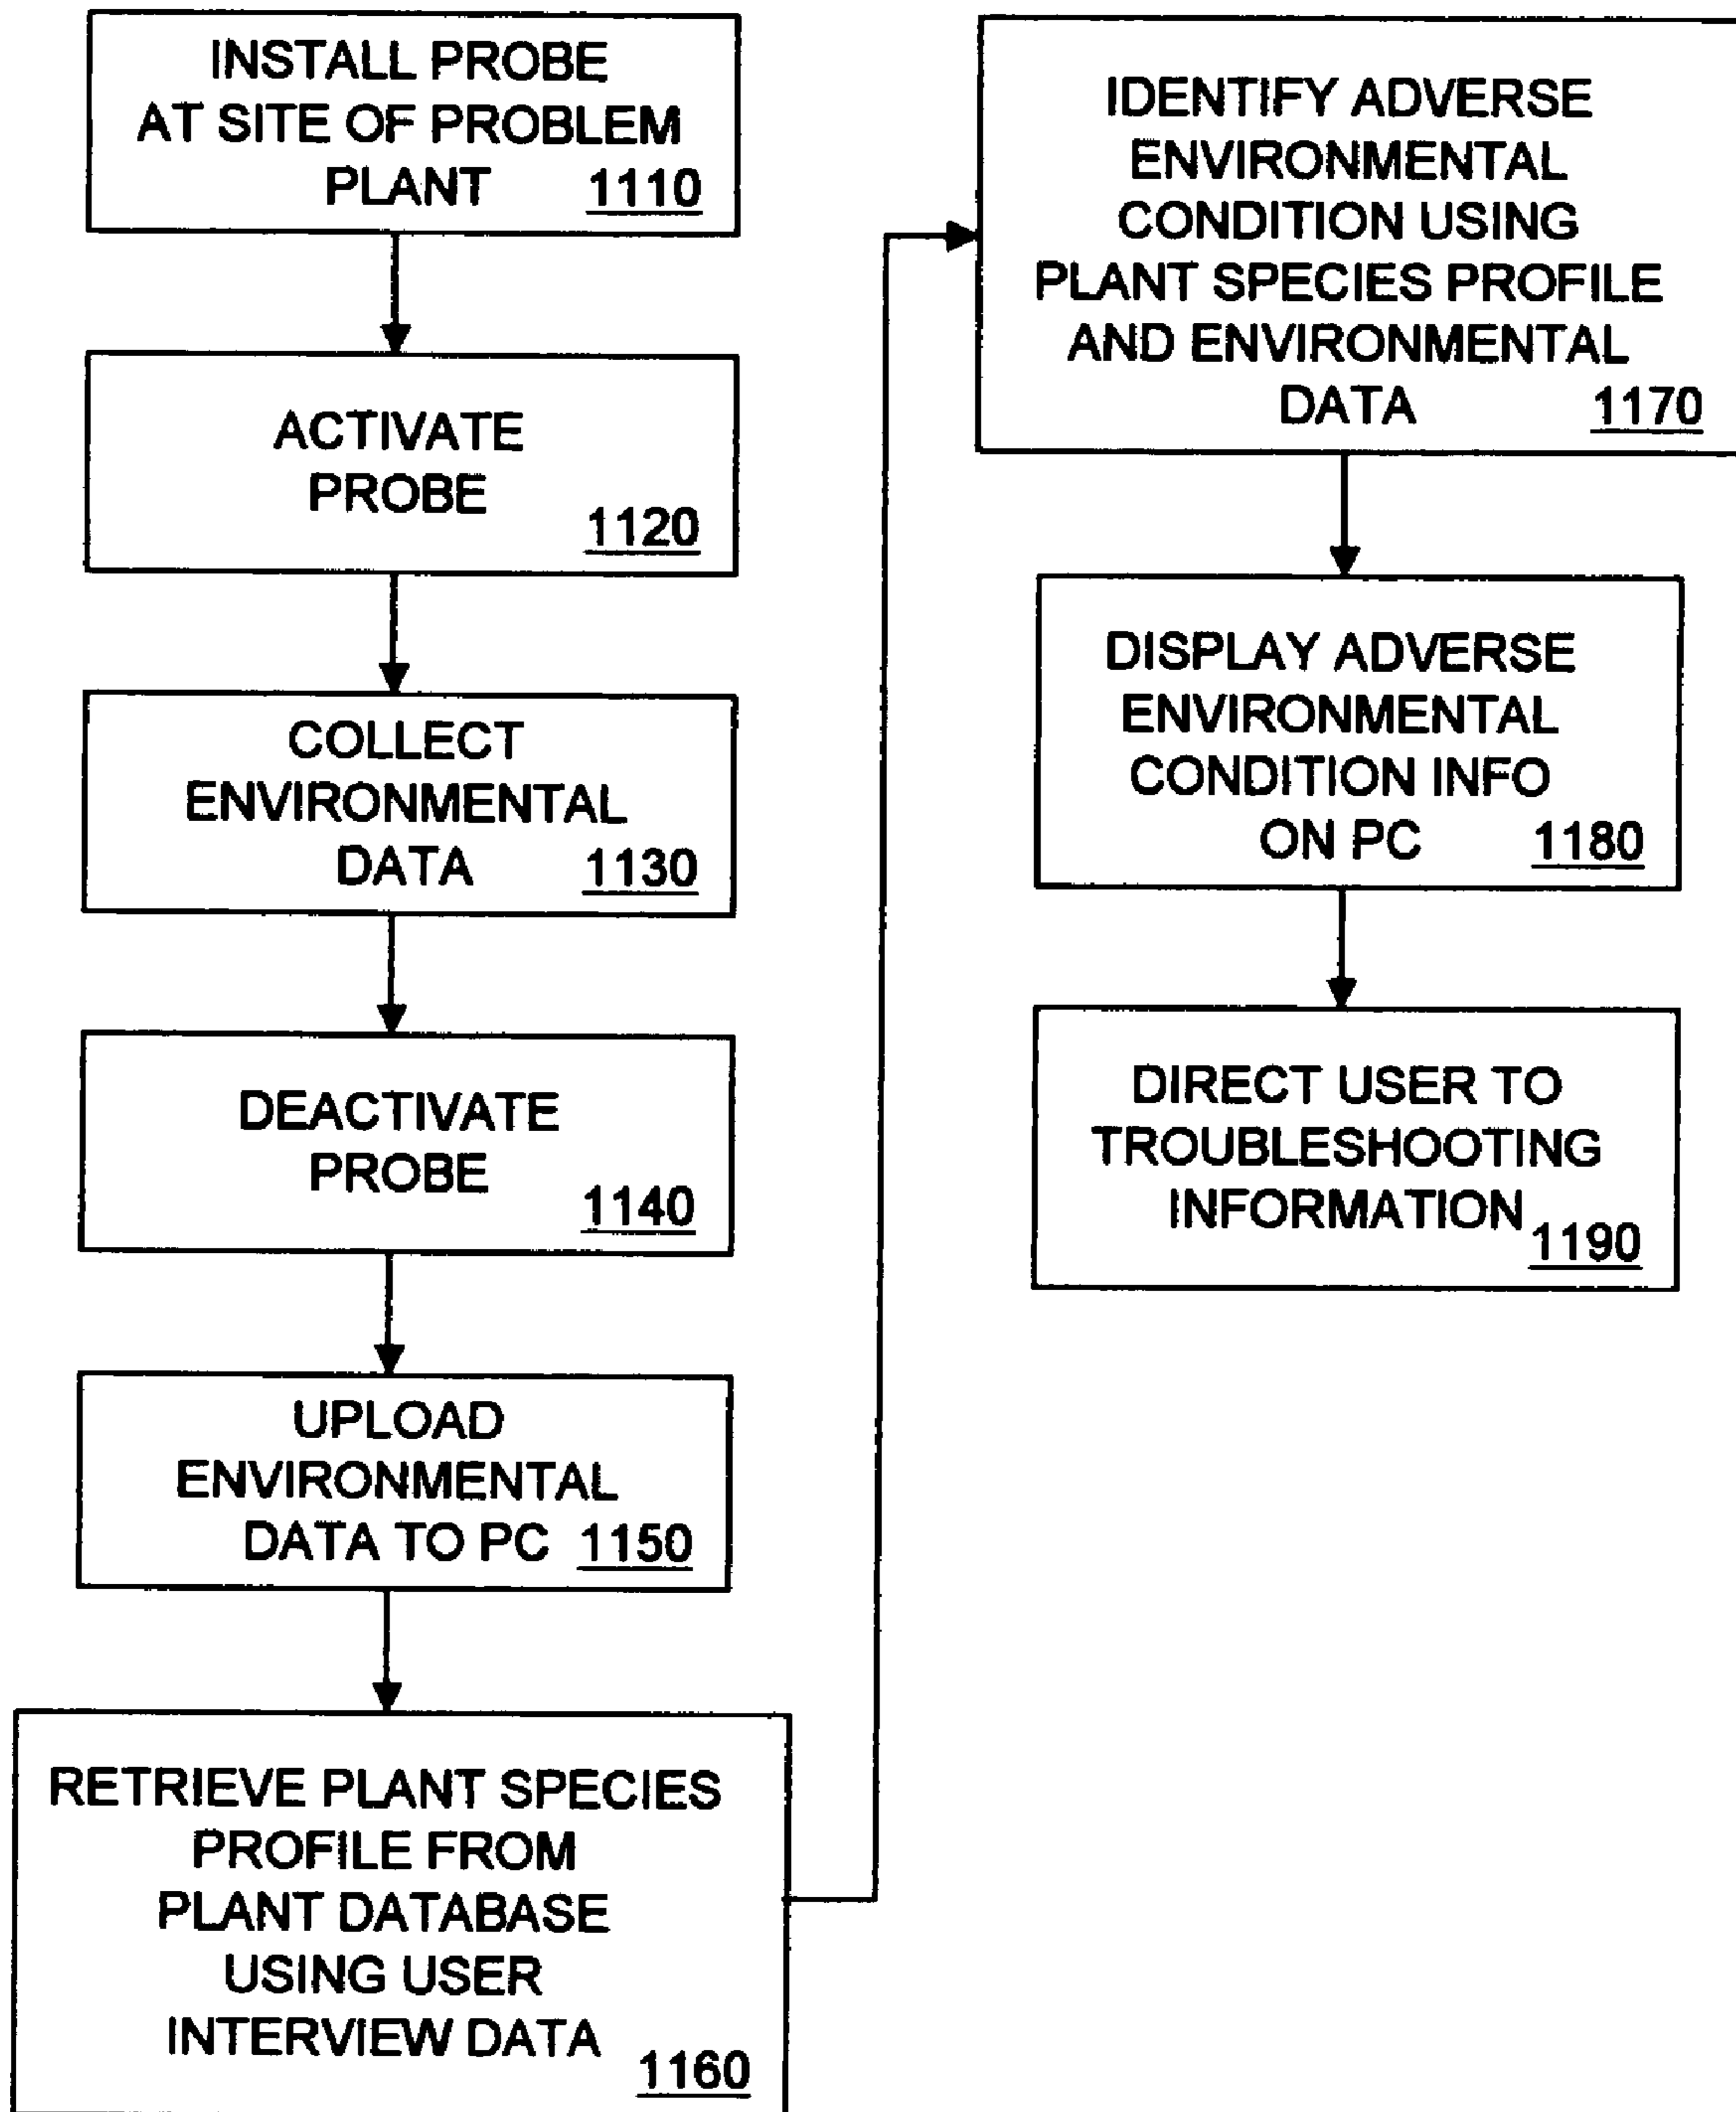 INSTALL PROBE
AT SITE OF PROBLEM
PLANT 1110
ACTIVATE
PROBE
1120
COLLECT
ENVIRONMENTAL
DATA 1130
DEACTIVATE
PROBE
1140
UPLOAD
ENVIRONMENTAL
DATA TO PC 1150
RETRIEVE PLANT SPECIES
PROFILE FROM
PLANT DATABASE
USING USER
INTERVIEW DATA
1160
IDENTIFY ADVERSE
ENVIRONMENTAL
CONDITION USING
PLANT SPECIES PROFILE
AND ENVIRONMENTAL
DATA 1170
DISPLAY ADVERSE
ENVIRONMENTAL
CONDITION INFO
ON PC 1180
DIRECT USER TO
TROUBLESHOOTING
INFORMATION
1190